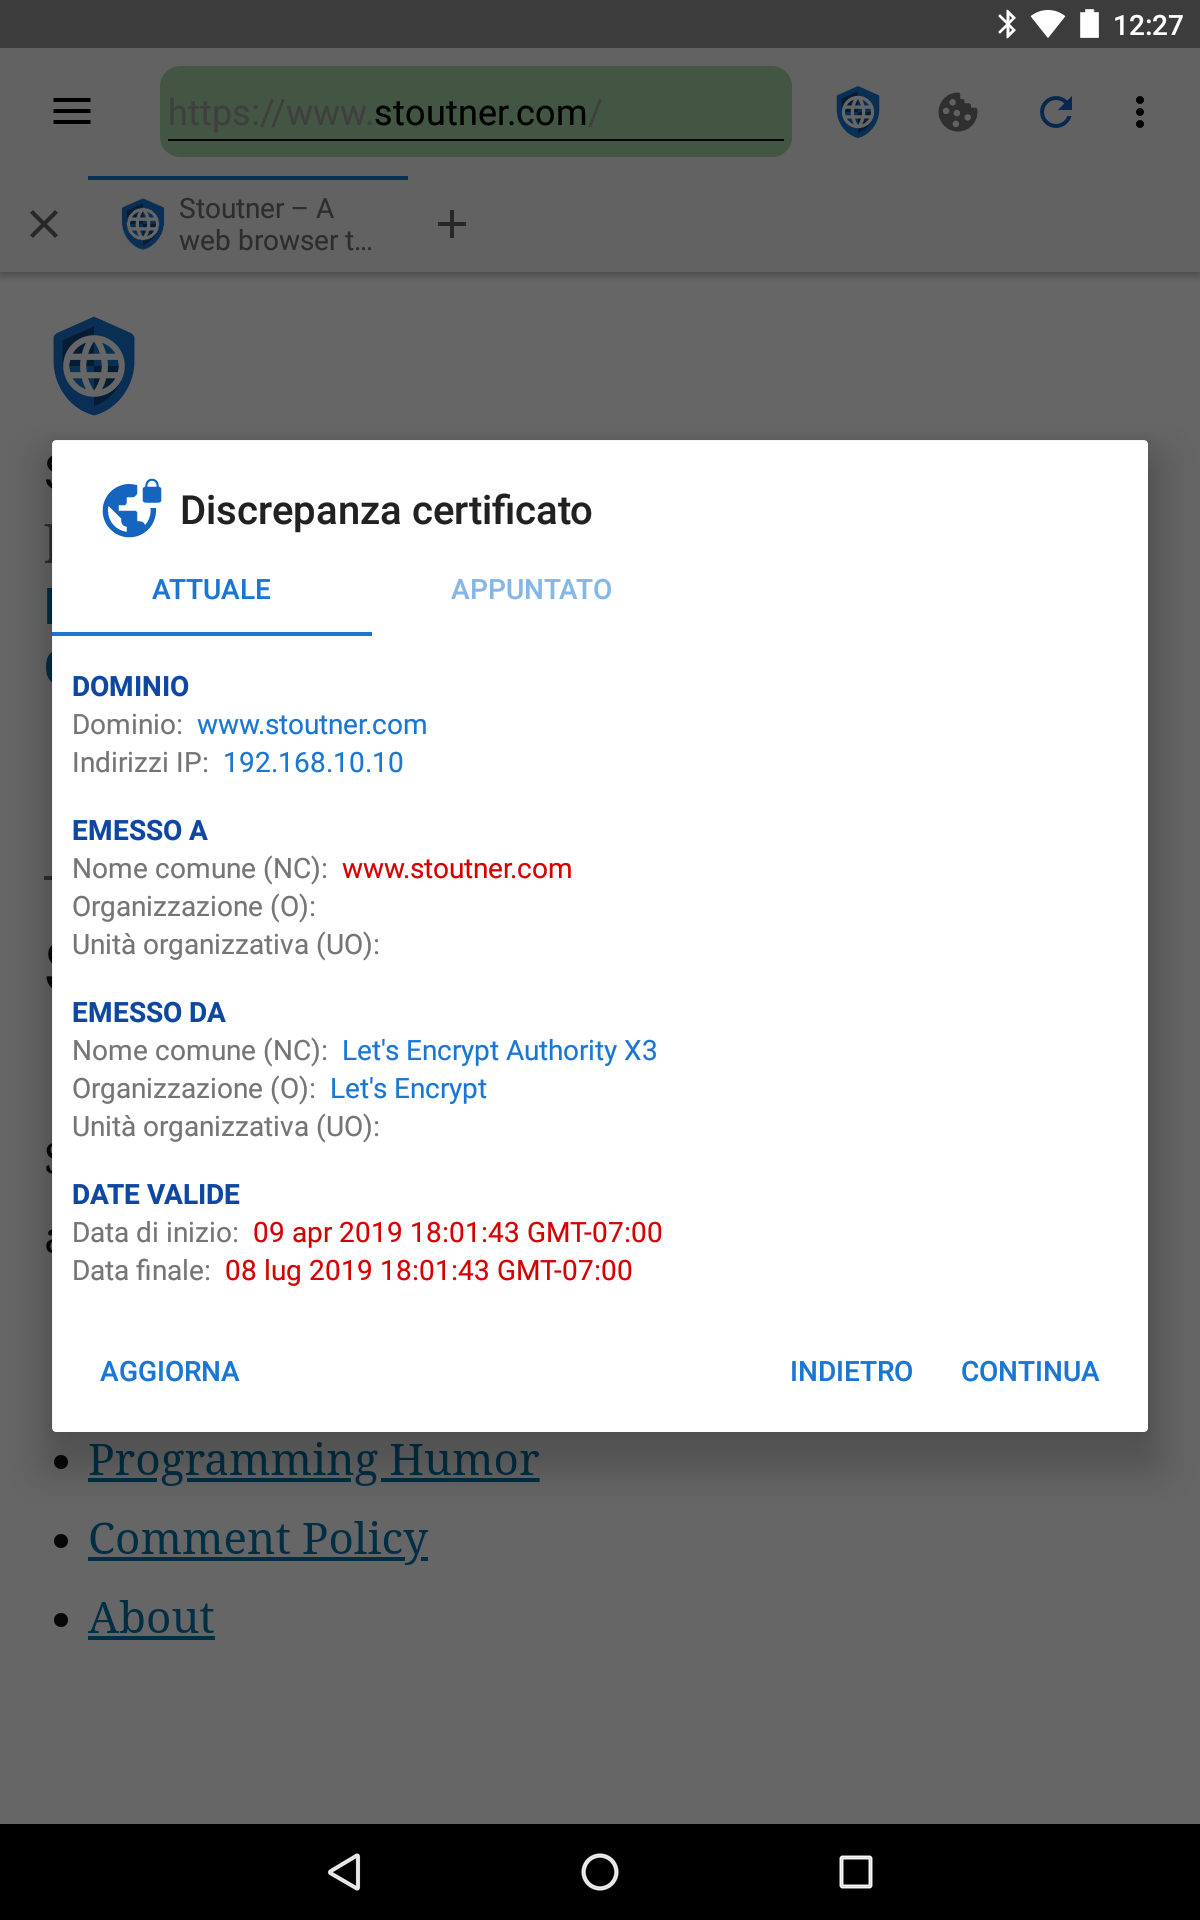 12:27
https://www.stoutner.com/
Stoutner – A
web browser t...
Discrepanza certificato
ATTUALE
APPUNTATO
DOMINIO
Dominio: www.stoutner.com
Indirizzi IP: 192.168.10.10
EMESSO A
Nome comune (NC): www.stoutner.com
Organizzazione (O):
Unità organizzativa (UO):
EMESSO DA
Nome comune (NC): Let's Encrypt Authority X3
Organizzazione (O): Let's Encrypt
Unità organizzativa (UO):
DATE VALIDE
Data di inizio: 09 apr 2019 18:01:43 GMT-07:00
Data finale: 08 lug 2019 18:01:43 GMT-07:00
AGGIORNA
INDIETRO
CONTINUA
Programming Humor
Comment Policy
About